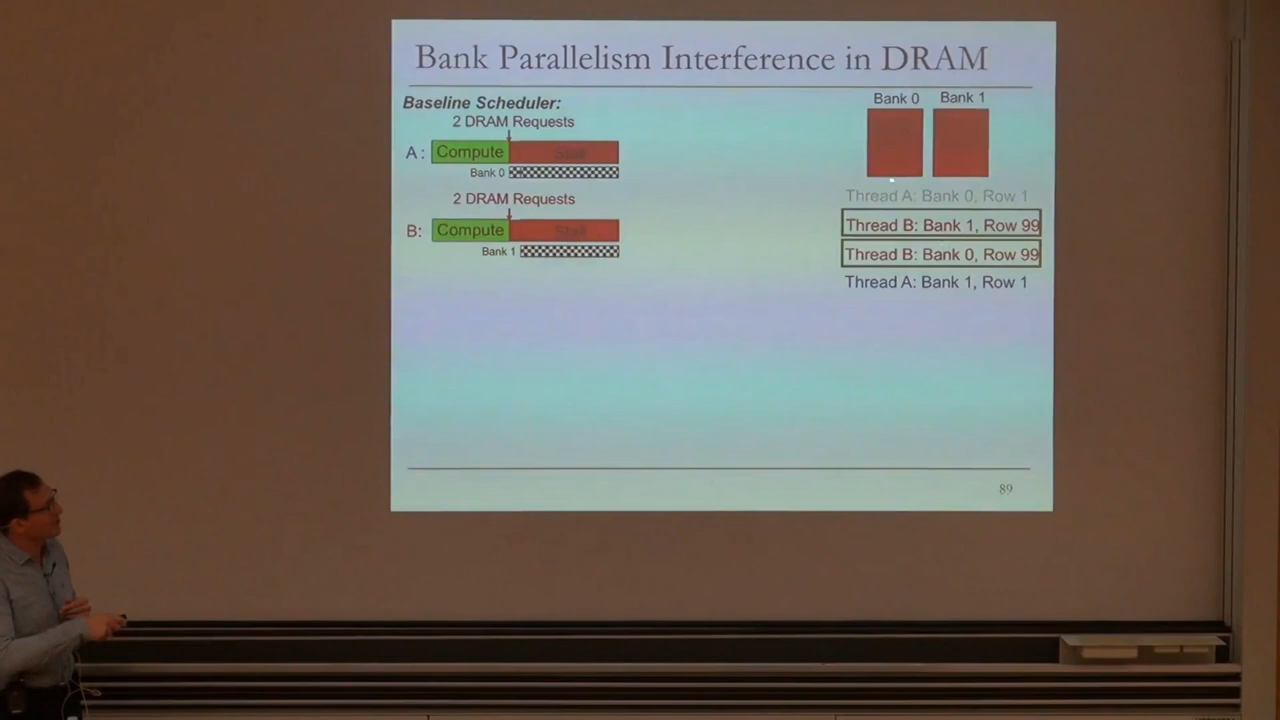 Bank Parallelism Interference in DRAM
Baseline Scheduler:
2 DRAM Requests
A: Compute Stall
Bank 0
2 DRAM Requests
B: Compute Stall
Bank 1
Bank 0 Bank 1
Thread A: Bank 0, Row 1
Thread B: Bank 1, Row 99
Thread B: Bank 0, Row 99
Thread A: Bank 1, Row 1
89